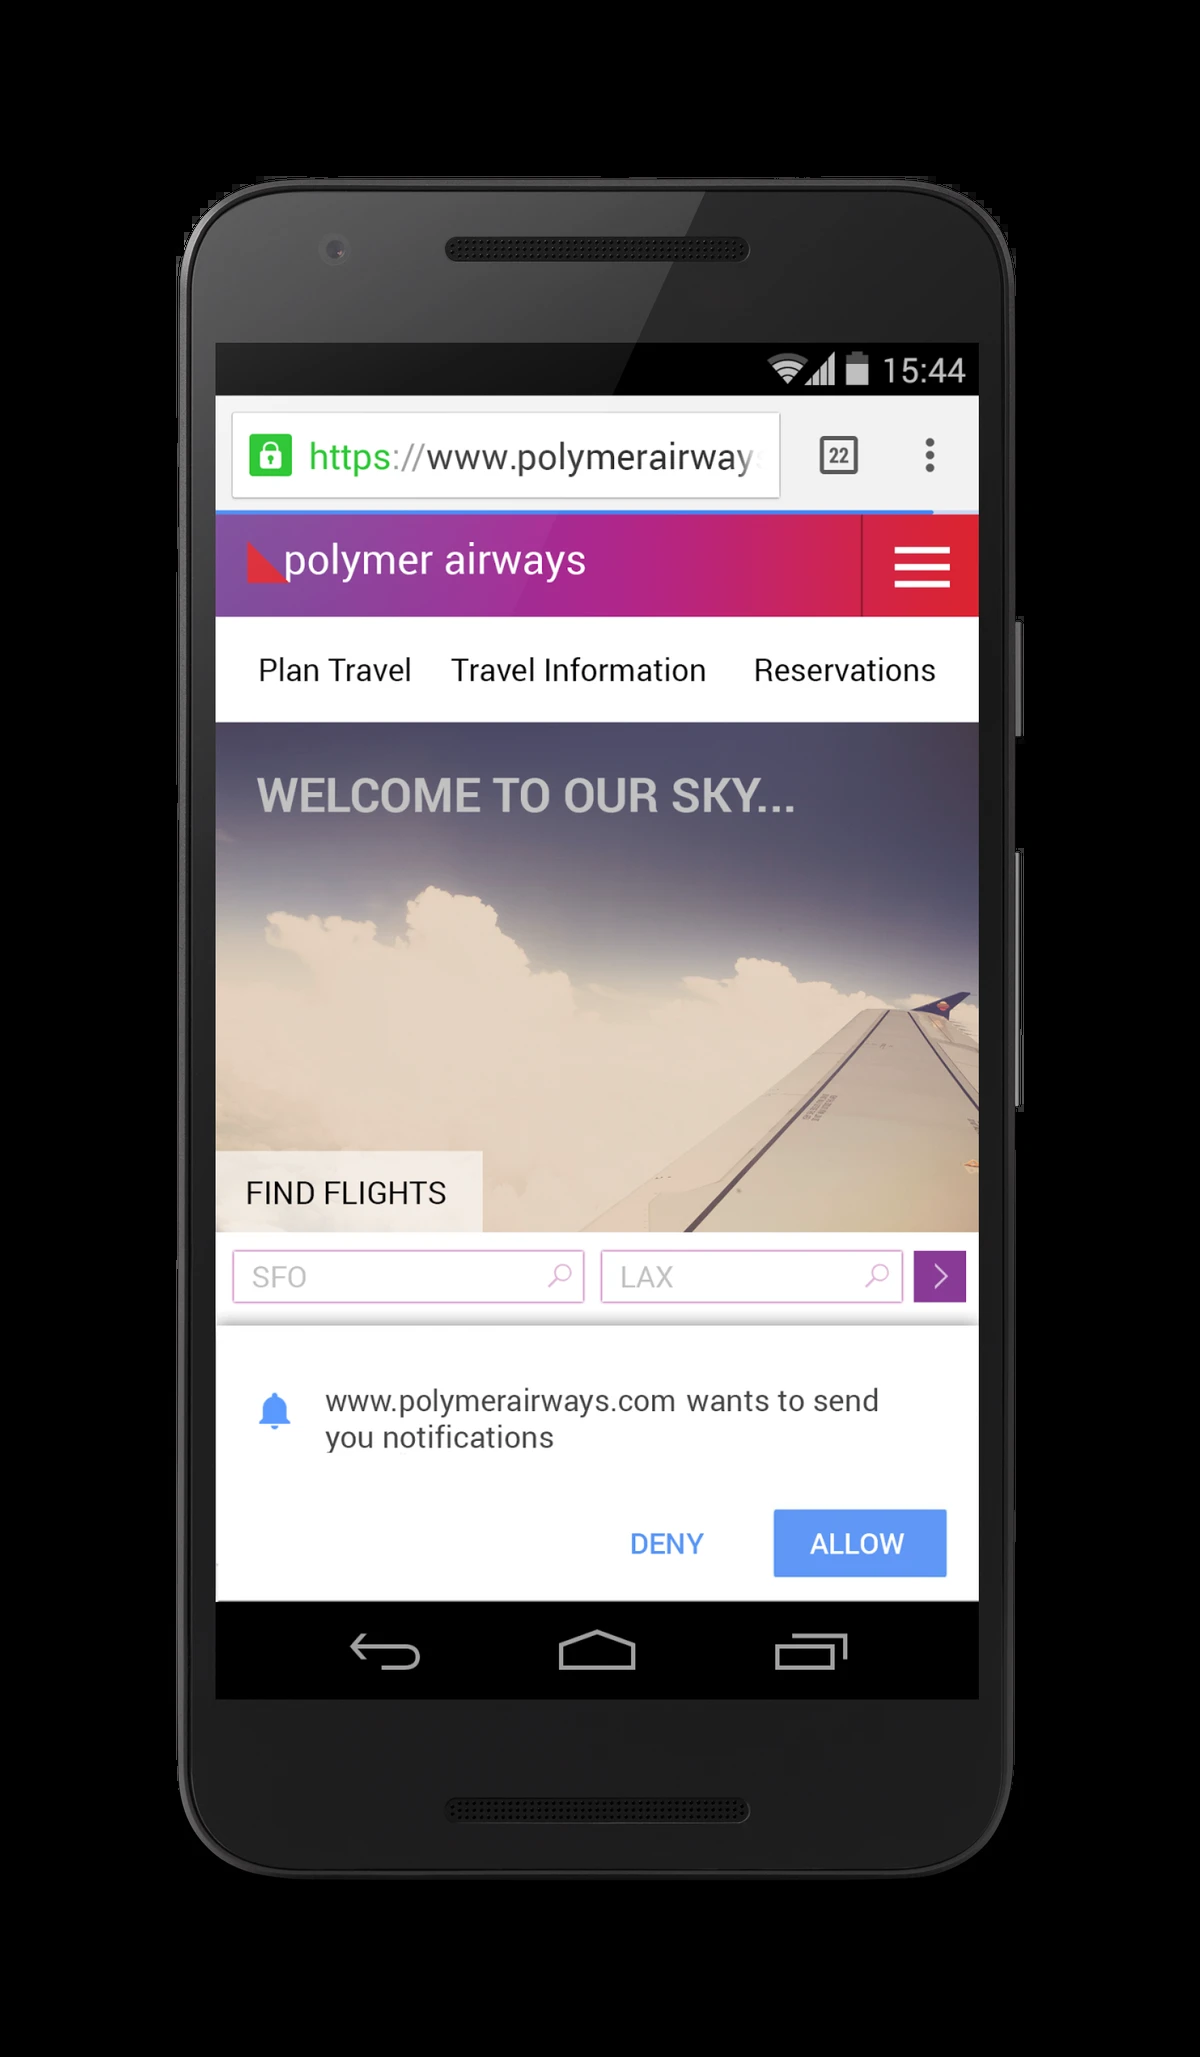 15:44
https://www.polymerairways
22
polymer airways
Plan Travel Travel Information Reservations
WELCOME TO OUR SKY...
FIND FLIGHTS
SFO LAX
www.polymerairways.com wants to send
you notifications
DENY ALLOW